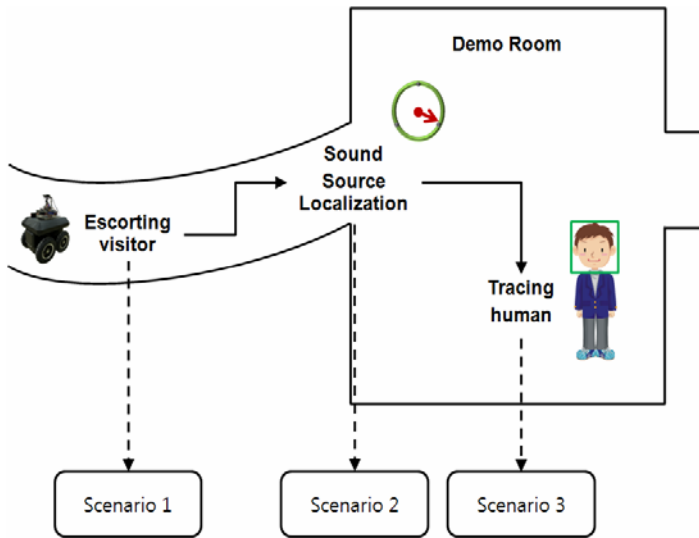 Demo Room
Sound
Source
Localization
Escorting
visitor
Tracing
human
Scenario 1
Scenario 2
Scenario 3